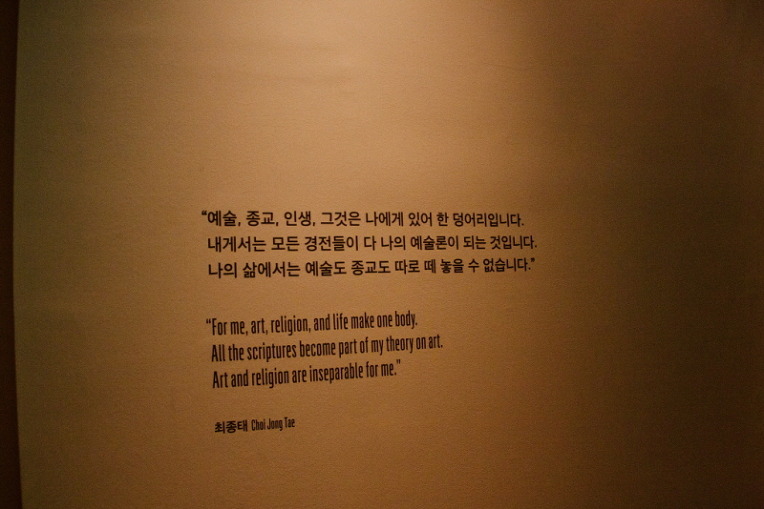 “예술, 종교, 인생, 그것은 나에게 있어 한 덩어리입니다.
내게서는 모든 경전들이 다 나의 예술론이 되는 것입니다.
나의 삶에서는 예술도 종교도 따로 떼 놓을 수 없습니다.”
“For me, art, religion, and life make one body.
All the scriptures become part of my theory on art.
Art and religion are inseparable for me.”
최종태 Choi Jong Tae